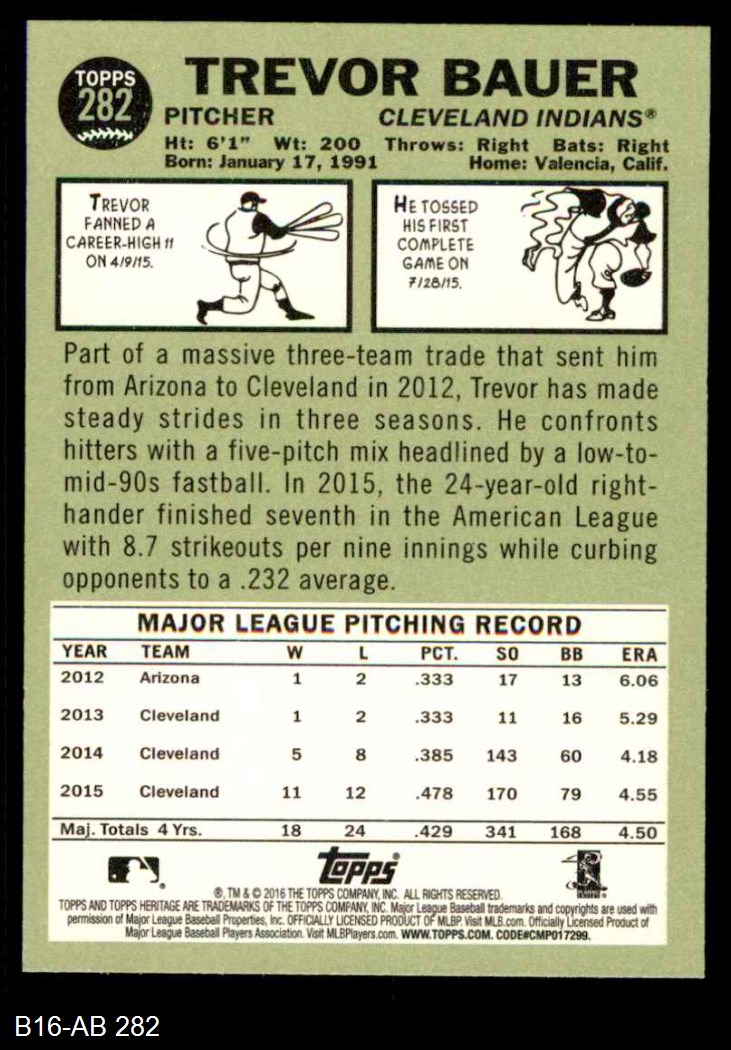 TOPPS
282
TREVOR BAUER
PITCHER CLEVELAND INDIANS®
Ht: 6'1" Wt: 200 Throws: Right Bats: Right
Born: January 17, 1991 Home: Valencia, Calif.
TREVOR
FANNED A
CAREER-HIGH 11
ON 4/9/15.
HE TOSSED
HIS FIRST
COMPLETE
GAME ON
7/28/15.
Part of a massive three-team trade that sent him
from Arizona to Cleveland in 2012, Trevor has made
steady strides in three seasons. He confronts
hitters with a five-pitch mix headlined by a low-to-
mid-90s fastball. In 2015, the 24-year-old right-
hander finished seventh in the American League
with 8.7 strikeouts per nine innings while curbing
opponents to a .232 average.
MAJOR LEAGUE PITCHING RECORD
YEAR TEAM W L PCT. SO BB ERA
2012 Arizona 1 2 .333 17 13 6.06
2013 Cleveland 1 2 .333 11 16 5.29
2014 Cleveland 5 8 .385 143 60 4.18
2015 Cleveland 11 12 .478 170 79 4.55
Maj. Totals 4 Yrs. 18 24 .429 341 168 4.50
Topps
®, TM & © 2016 THE TOPPS COMPANY, INC. ALL RIGHTS RESERVED.
TOPPS AND TOPPS HERITAGE ARE TRADEMARKS OF THE TOPPS COMPANY, INC. Major League Baseball trademarks and copyrights are used with
permission of Major League Baseball Properties, Inc. OFFICIALLY LICENSED PRODUCT OF MLBP Visit MLB.com. Officially Licensed Product of
Major League Baseball Players Association. Visit MLBPlayers.com. WWW.TOPPS.COM. CODE#CMP017299.
B16-AB 282